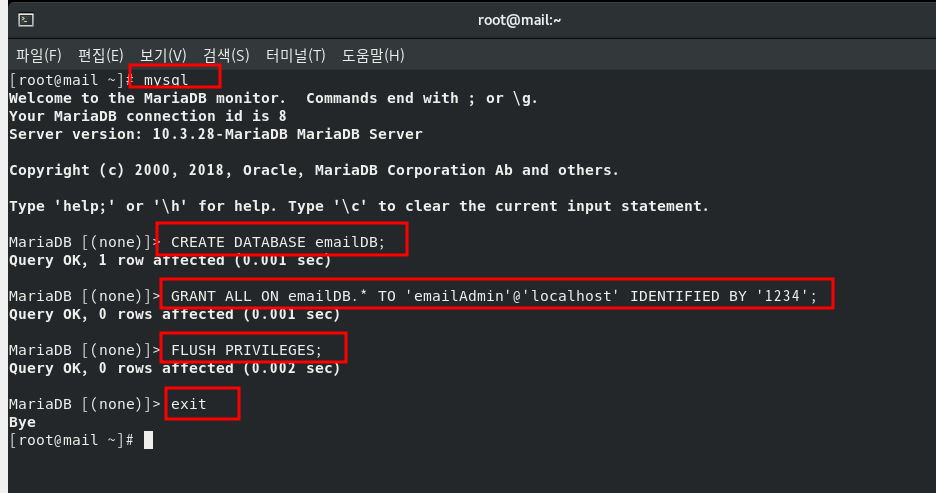 root@mail:~
파일(F) 편집(E) 보기(V) 검색(S) 터미널(T) 도움말(H)
[root@mail ~]# mysql
Welcome to the MariaDB monitor.  Commands end with ; or \g.
Your MariaDB connection id is 8
Server version: 10.3.28-MariaDB MariaDB Server
Copyright (c) 2000, 2018, Oracle, MariaDB Corporation Ab and others.
Type 'help;' or '\h' for help. Type '\c' to clear the current input statement.
MariaDB [(none)]> CREATE DATABASE emailDB;
Query OK, 1 row affected (0.001 sec)
MariaDB [(none)]> GRANT ALL ON emailDB.* TO 'emailAdmin'@'localhost' IDENTIFIED BY '1234';
Query OK, 0 rows affected (0.001 sec)
MariaDB [(none)]> FLUSH PRIVILEGES;
Query OK, 0 rows affected (0.002 sec)
MariaDB [(none)]> exit
Bye
[root@mail ~]#